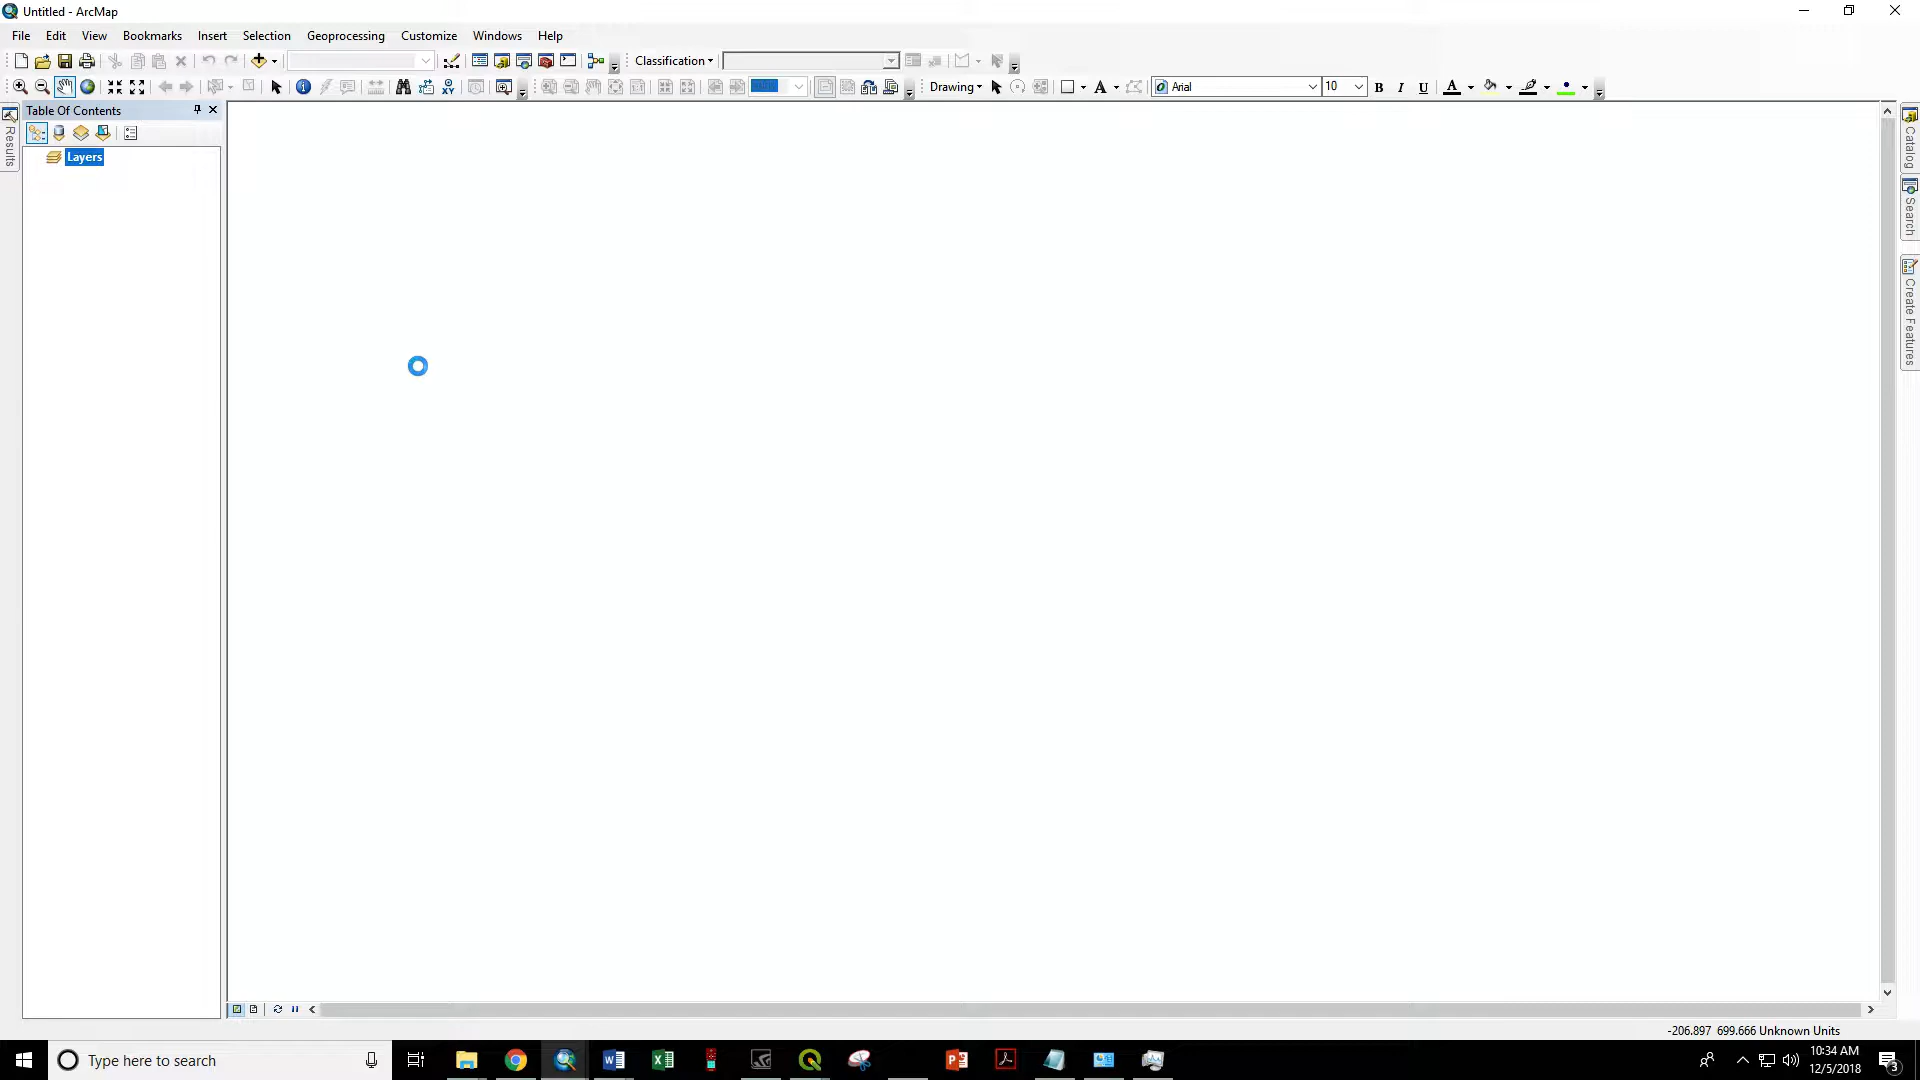 Untitled - ArcMap
File Edit View Bookmarks Insert Selection Geoprocessing Customize Windows Help
Classification
Drawing A Arial 10 B I U A
Table Of Contents
Layers
Results
Catalog
Search
Create Features
-206.897 699.666 Unknown Units
Type here to search
10:34 AM
12/5/2018
3